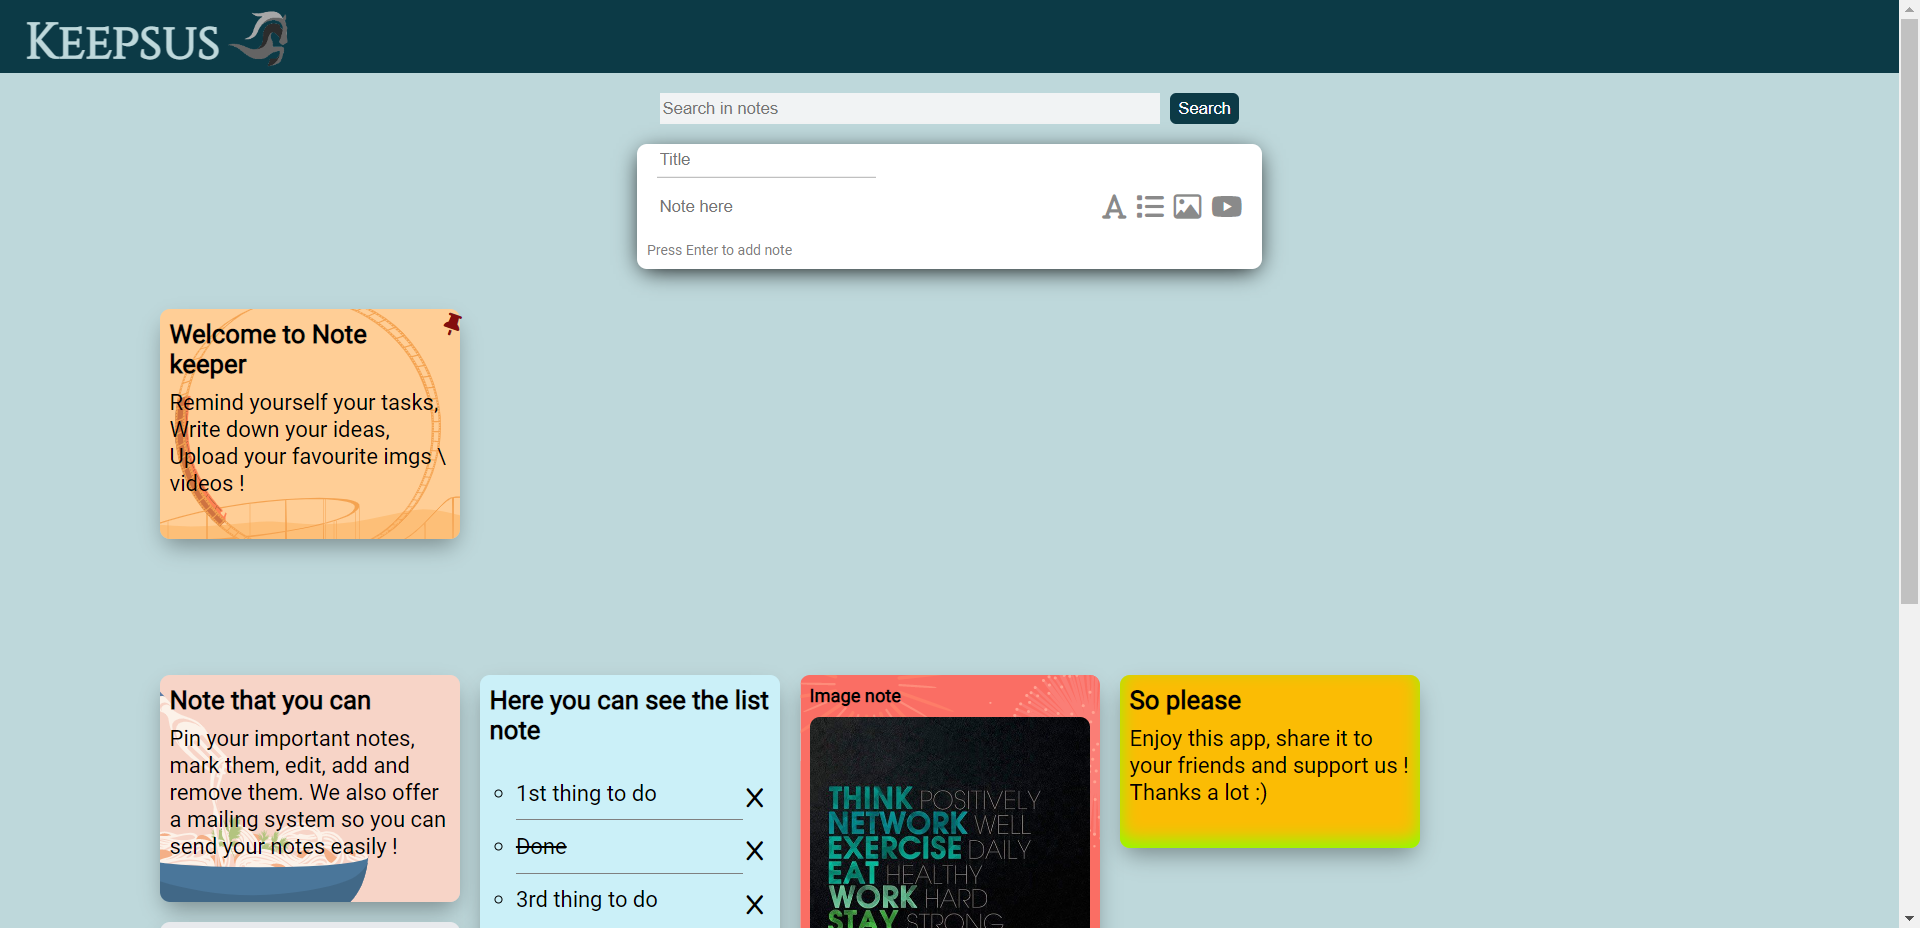 KEEPSUS
Search in notes
Search
Title
Note here
Press Enter to add note
Welcome to Note
keeper
Remind yourself your tasks,
Write down your ideas,
Upload your favourite imgs \
videos !
Note that you can
Pin your important notes,
mark them, edit, add and
remove them. We also offer
a mailing system so you can
send your notes easily !
Here you can see the list
note
1st thing to do
X
Done
X
3rd thing to do
X
Image note
THINK POSITIVELY
NETWORK WELL
EXERCISE DAILY
EAT HEALTHY
WORK HARD
STAY STRONG
So please
Enjoy this app, share it to
your friends and support us !
Thanks a lot :)